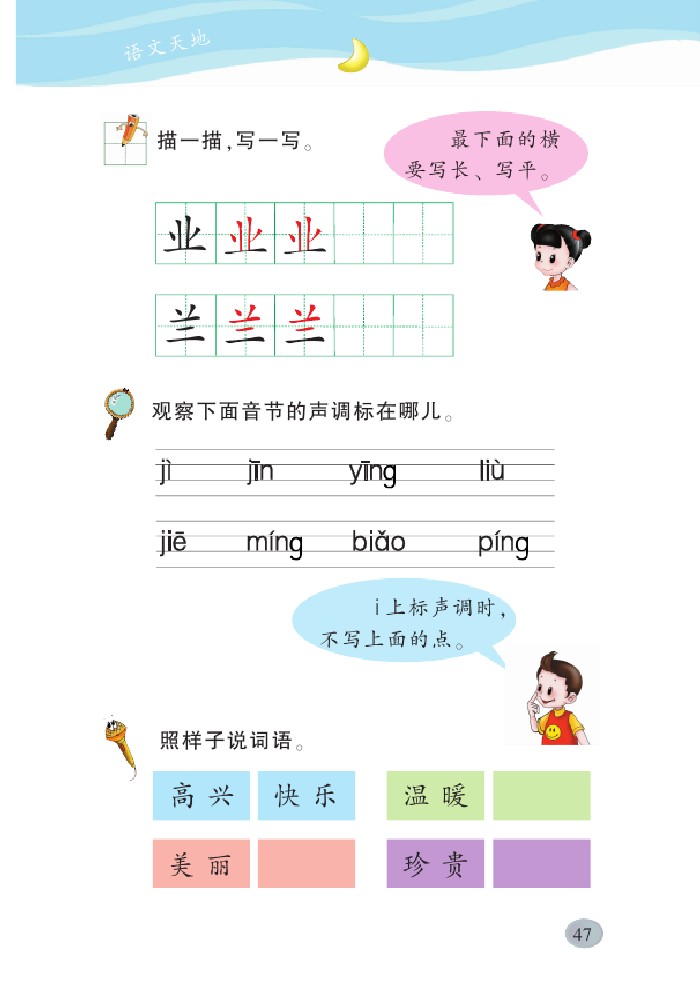 语文天地
描一描,写一写。
最下面的横
要写长、写平。
业 业 业
兰 兰 兰
观察下面音节的声调标在哪儿。
jì jīn yīng liù
jiē míng biǎo píng
i上标声调时,
不写上面的点。
照样子说词语。
高兴 快乐 温暖
美丽 珍贵
47